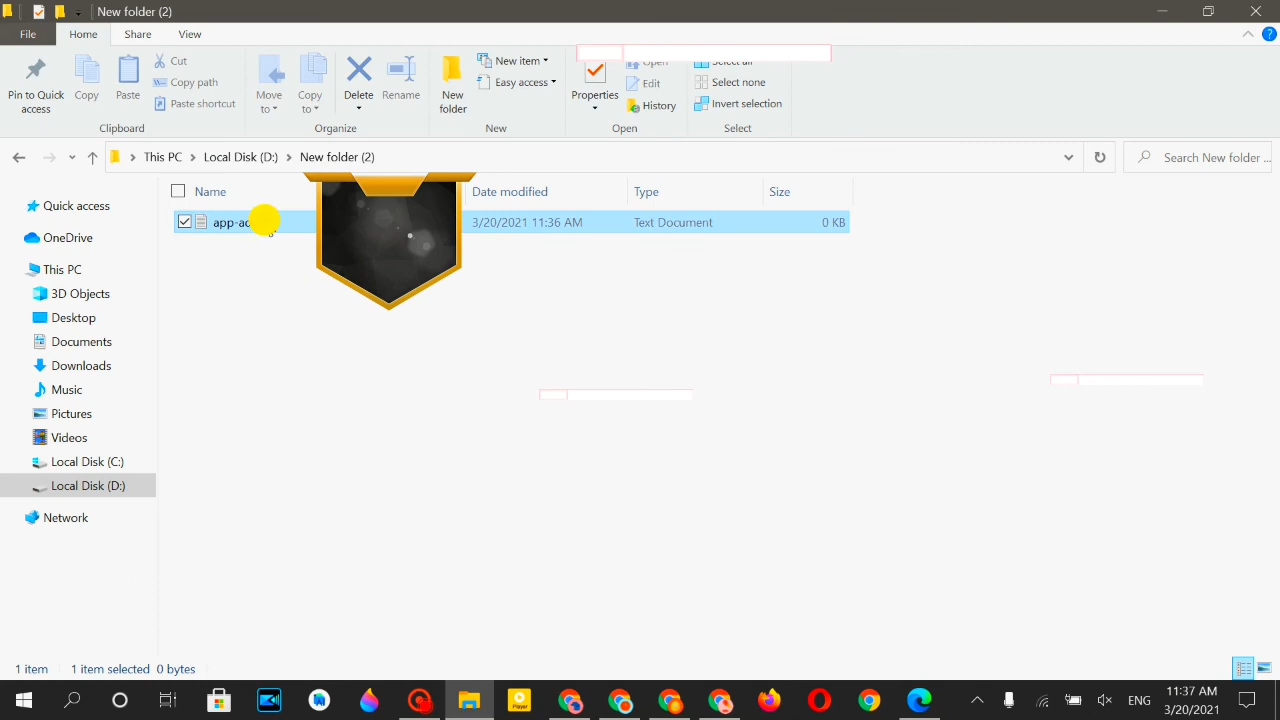 New folder (2)
File Home Share View
Pin to Quick access
Copy
Paste
Cut
Copy path
Paste shortcut
Clipboard
Move to
Copy to
Delete
Rename
Organize
New folder
New item
Easy access
New
Properties
Open
Edit
History
Open
Select all
Select none
Invert selection
Select
This PC > Local Disk (D:) > New folder (2)
Search New folder ...
Name Date modified Type Size
3/20/2021 11:36 AM Text Document 0 KB
Quick access
OneDrive
This PC
3D Objects
Desktop
Documents
Downloads
Music
Pictures
Videos
Local Disk (C:)
Local Disk (D:)
Network
1 item 1 item selected 0 bytes
Player
ENG
11:37 AM
3/20/2021